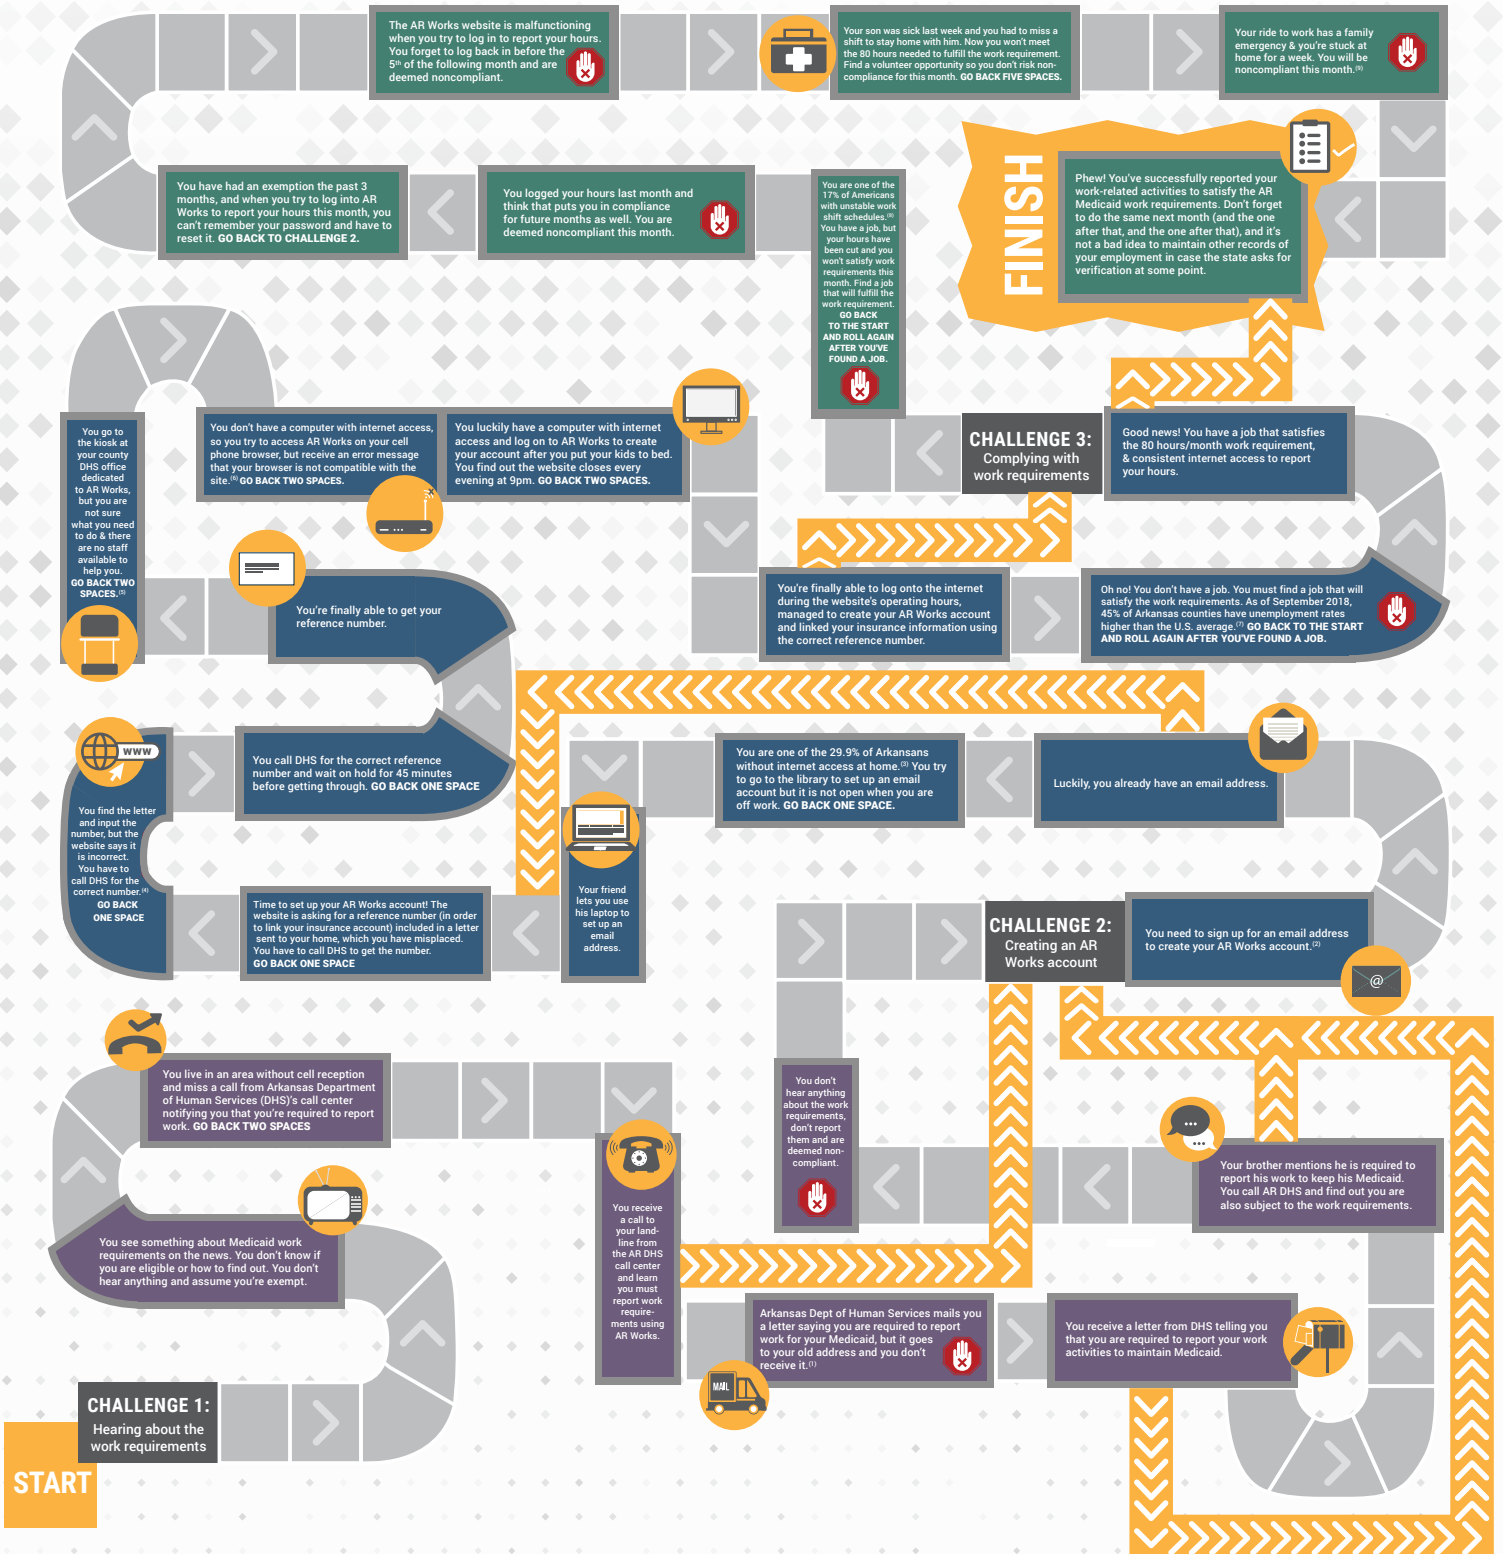 The AR Works website is malfunctioning
when you try to log in to report your hours.
You forget to log back in before the
5th of the following month and are
deemed noncompliant.
Your son was sick last week and you had to miss a
shift to stay home with him. Now you won't meet
the 80 hours needed to fulfill the work requirement.
Find a volunteer opportunity so you don't risk non-
compliance for this month. GO BACK FIVE SPACES.
Your ride to work has a family
emergency & you're stuck at
home for a week. You will be
noncompliant this month.(9)
You have had an exemption the past 3
months, and when you try to log into AR
Works to report your hours this month, you
can't remember your password and have to
reset it. GO BACK TO CHALLENGE 2.
You logged your hours last month and
think that puts you in compliance
for future months as well. You are
deemed noncompliant this month.
You are one of the
17% of Americans
with unstable work
shift schedules.(8)
You have a job, but
your hours have
been cut and you
won't satisfy work
requirements this
month. Find a job
that will fulfill the
work requirement.
GO BACK
TO THE START
AND ROLL AGAIN
AFTER YOU'VE
FOUND A JOB.
FINISH
Phew! You've successfully reported your
work-related activities to satisfy the AR
Medicaid work requirements. Don't forget
to do the same next month (and the one
after that, and the one after that), and it's
not a bad idea to maintain other records of
your employment in case the state asks for
verification at some point.
You go to
the kiosk at
your county
DHS office
dedicated
to AR Works,
but you are
not sure
what you need
to do & there
are no staff
available to
help you.
GO BACK TWO
SPACES.(5)
You don't have a computer with internet access,
so you try to access AR Works on your cell
phone browser, but receive an error message
that your browser is not compatible with the
site.(6) GO BACK TWO SPACES.
You luckily have a computer with internet
access and log on to AR Works to create
your account after you put your kids to bed.
You find out the website closes every
evening at 9pm. GO BACK TWO SPACES.
CHALLENGE 3:
Complying with
work requirements
Good news! You have a job that satisfies
the 80 hours/month work requirement,
& consistent internet access to report
your hours.
You're finally able to get your
reference number.
You're finally able to log onto the internet
during the website's operating hours,
managed to create your AR Works account
and linked your insurance information using
the correct reference number.
Oh no! You don't have a job. You must find a job that will
satisfy the work requirements. As of September 2018,
45% of Arkansas counties have unemployment rates
higher than the U.S. average.(7) GO BACK TO THE START
AND ROLL AGAIN AFTER YOU'VE FOUND A JOB.
www
You find the letter
and input the
number, but the
website says it
is incorrect.
You have to
call DHS for the
correct number.(4)
GO BACK
ONE SPACE
You call DHS for the correct reference
number and wait on hold for 45 minutes
before getting through. GO BACK ONE SPACE
You are one of the 29.9% of Arkansans
without internet access at home.(3) You try
to go to the library to set up an email
account but it is not open when you are
off work. GO BACK ONE SPACE.
Luckily, you already have an email address.
Time to set up your AR Works account! The
website is asking for a reference number (in order
to link your insurance account) included in a letter
sent to your home, which you have misplaced.
You have to call DHS to get the number.
GO BACK ONE SPACE
Your friend
lets you use
his laptop to
set up an
email
address.
CHALLENGE 2:
Creating an AR
Works account
You need to sign up for an email address
to create your AR Works account.(2)
@
You live in an area without cell reception
and miss a call from Arkansas Department
of Human Services (DHS)'s call center
notifying you that you're required to report
work. GO BACK TWO SPACES
You don't
hear anything
about the work
requirements,
don't report
them and are
deemed non-
compliant.
Your brother mentions he is required to
report his work to keep his Medicaid.
You call AR DHS and find out you are
also subject to the work requirements.
You see something about Medicaid work
requirements on the news. You don't know if
you are eligible or how to find out. You don't
hear anything and assume you're exempt.
You receive
a call to
your land-
line from
the AR DHS
call center
and learn
you must
report work
require-
ments using
AR Works.
Arkansas Dept of Human Services mails you
a letter saying you are required to report
work for your Medicaid, but it goes
to your old address and you don't
receive it.(1)
MAIL
You receive a letter from DHS telling you
that you are required to report your work
activities to maintain Medicaid.
CHALLENGE 1:
Hearing about the
work requirements
START